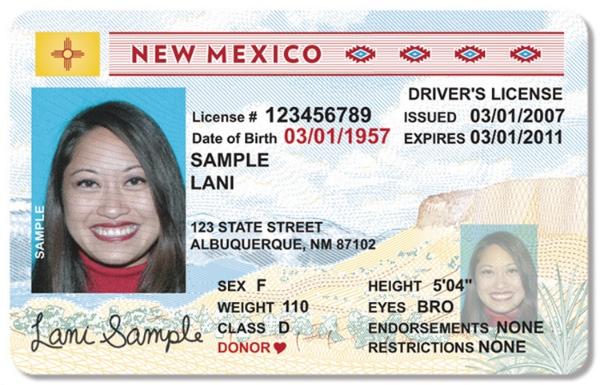 NEW MEXICO
DRIVER'S LICENSE
License # 123456789
ISSUED 03/01/2007
Date of Birth 03/01/1957
EXPIRES 03/01/2011
SAMPLE
LANI
123 STATE STREET
ALBUQUERQUE, NM 87102
SAMPLE
SEX F
HEIGHT 5'04"
WEIGHT 110
EYES BRO
CLASS D
ENDORSEMENTS NONE
DONOR
RESTRICTIONS NONE
Lani Sample